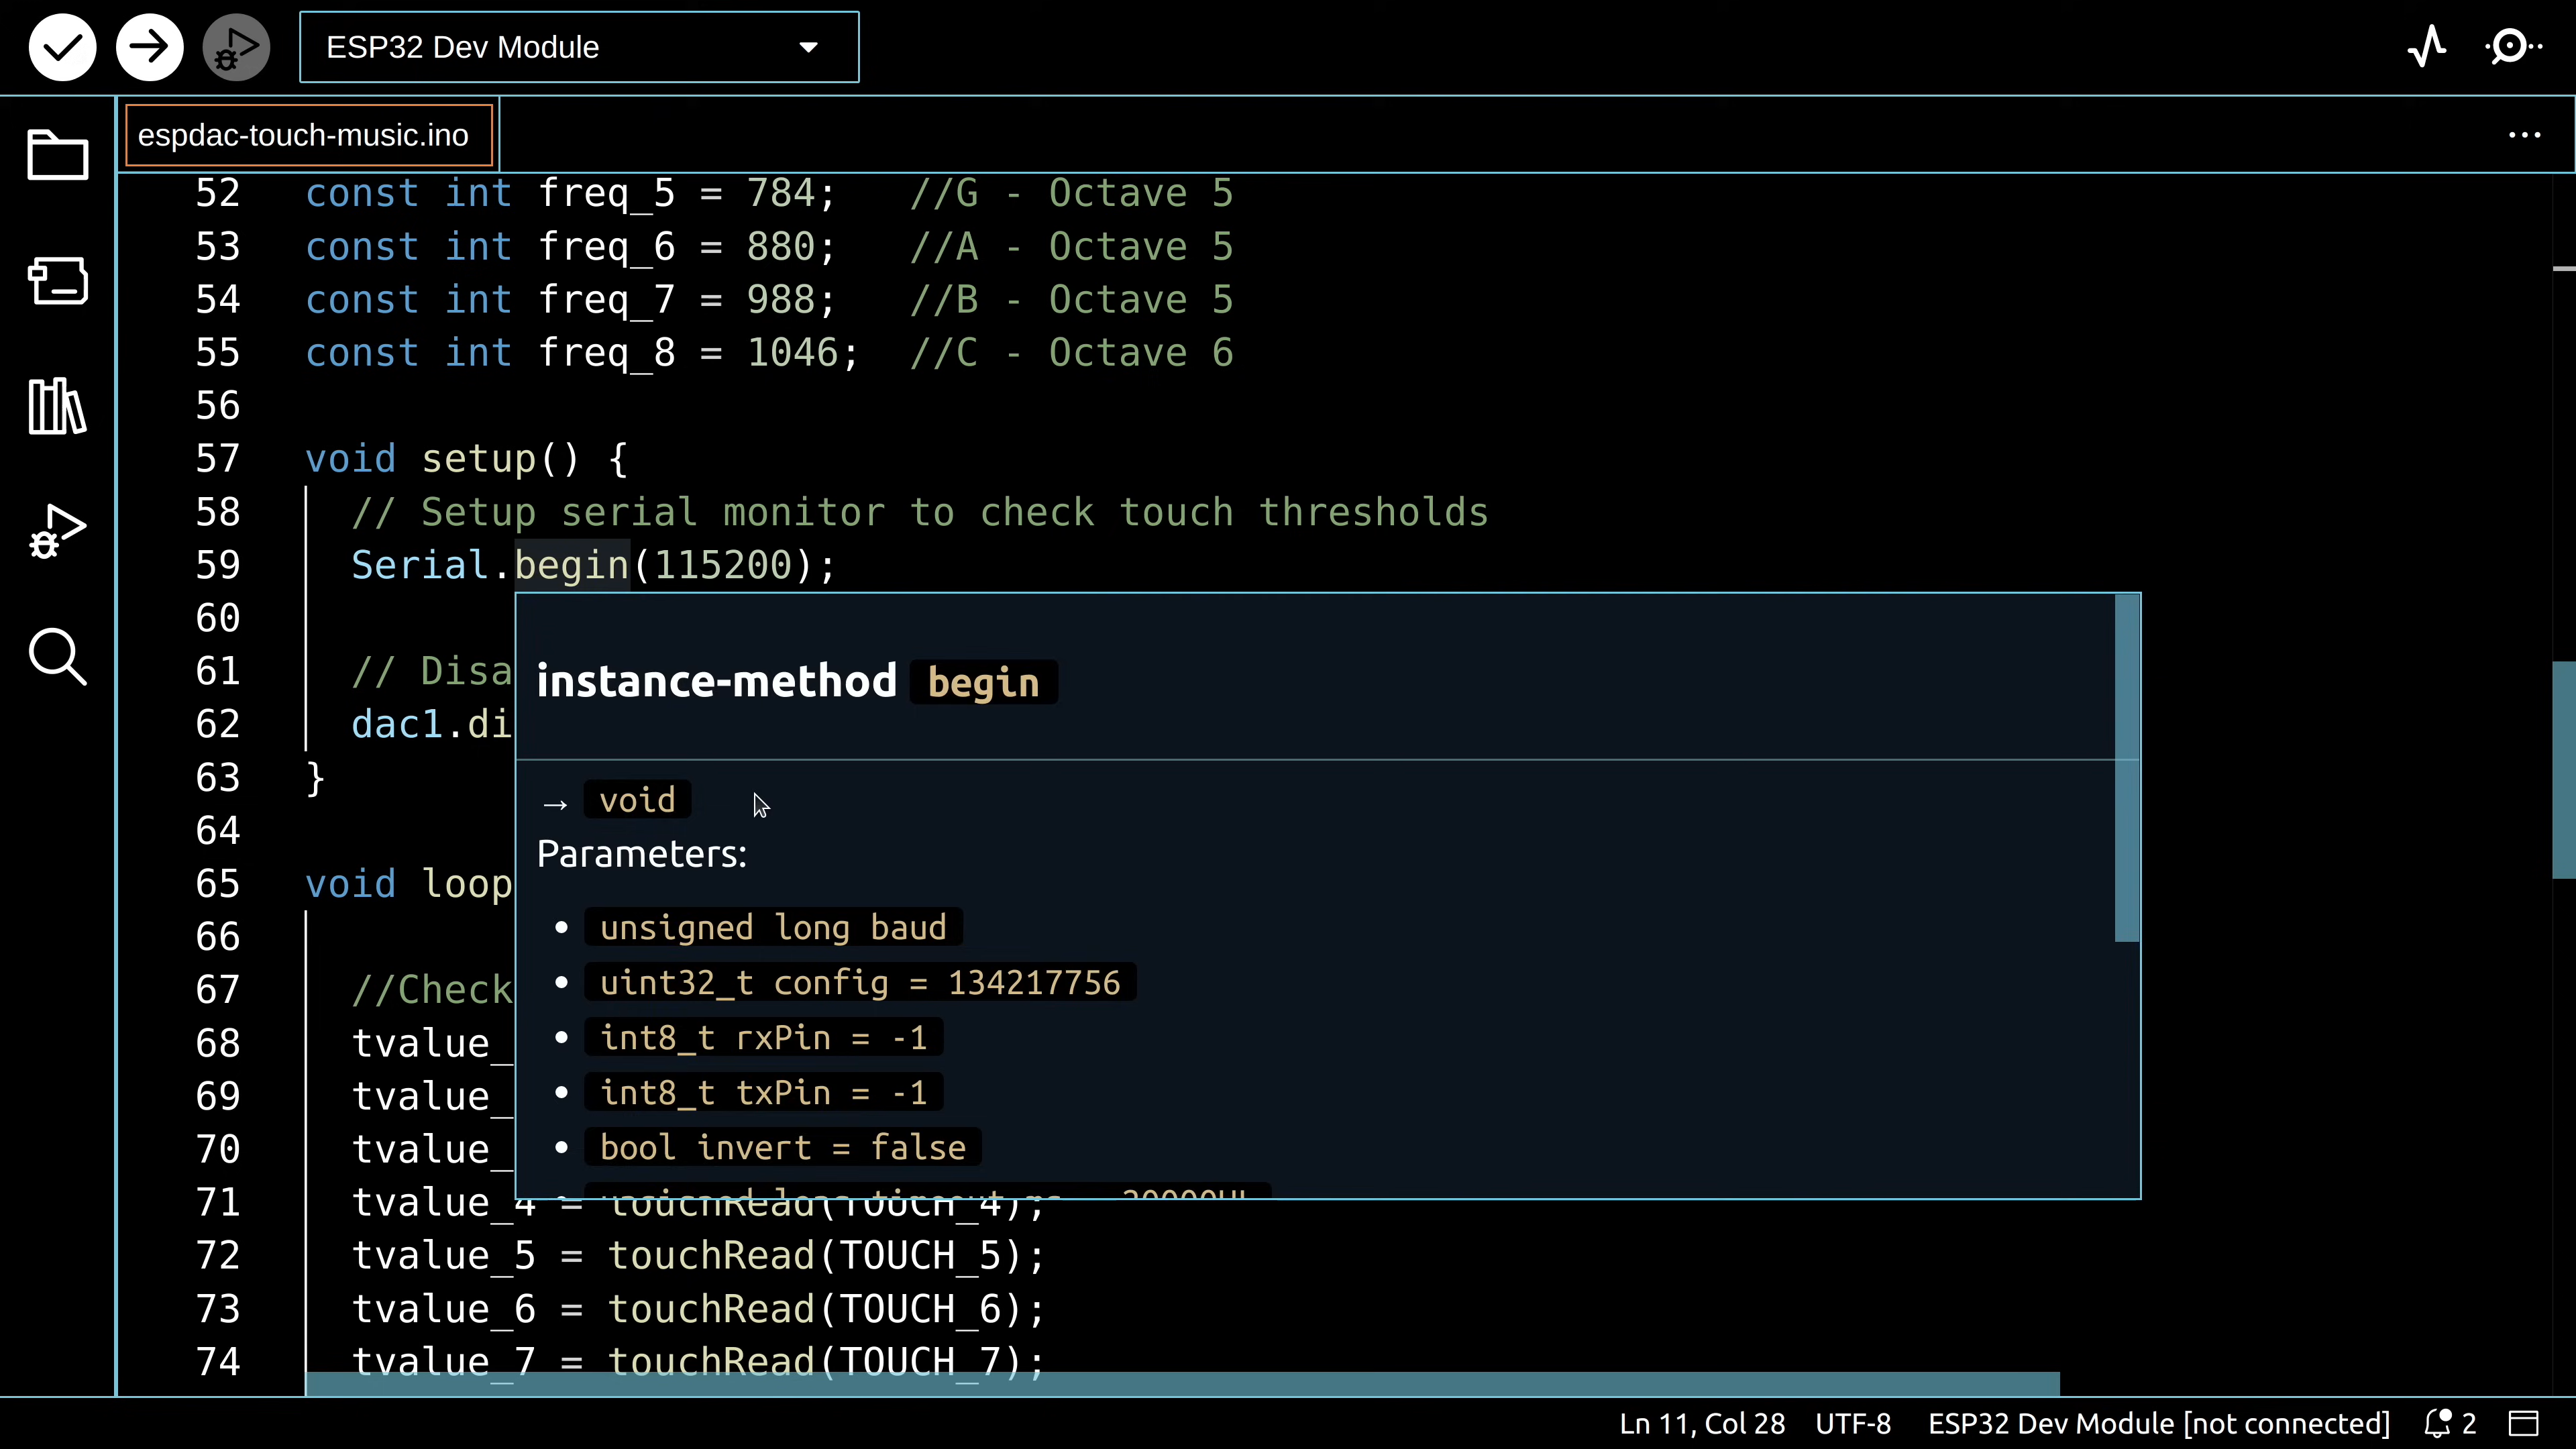 ESP32 Dev Module
espdac-touch-music.ino
52 const int freq_5 = 784; //G - Octave 5
53 const int freq_6 = 880; //A - Octave 5
54 const int freq_7 = 988; //B - Octave 5
55 const int freq_8 = 1046; //C - Octave 6
56
57 void setup() {
58 // Setup serial monitor to check touch thresholds
59 Serial.begin(115200);
60
61 // Disa
62 dac1.di
63 }
64
65 void loop
66
67 //Check
68 tvalue_
69 tvalue_
70 tvalue_
instance-method begin
→ void
Parameters:
• unsigned long baud
• uint32_t config = 134217756
• int8_t rxPin = -1
• int8_t txPin = -1
• bool invert = false
71 tvalue_4 = touchRead(TOUCH_4);
72 tvalue_5 = touchRead(TOUCH_5);
73 tvalue_6 = touchRead(TOUCH_6);
74 tvalue_7 = touchRead(TOUCH_7);
Ln 11, Col 28 UTF-8 ESP32 Dev Module [not connected] 2